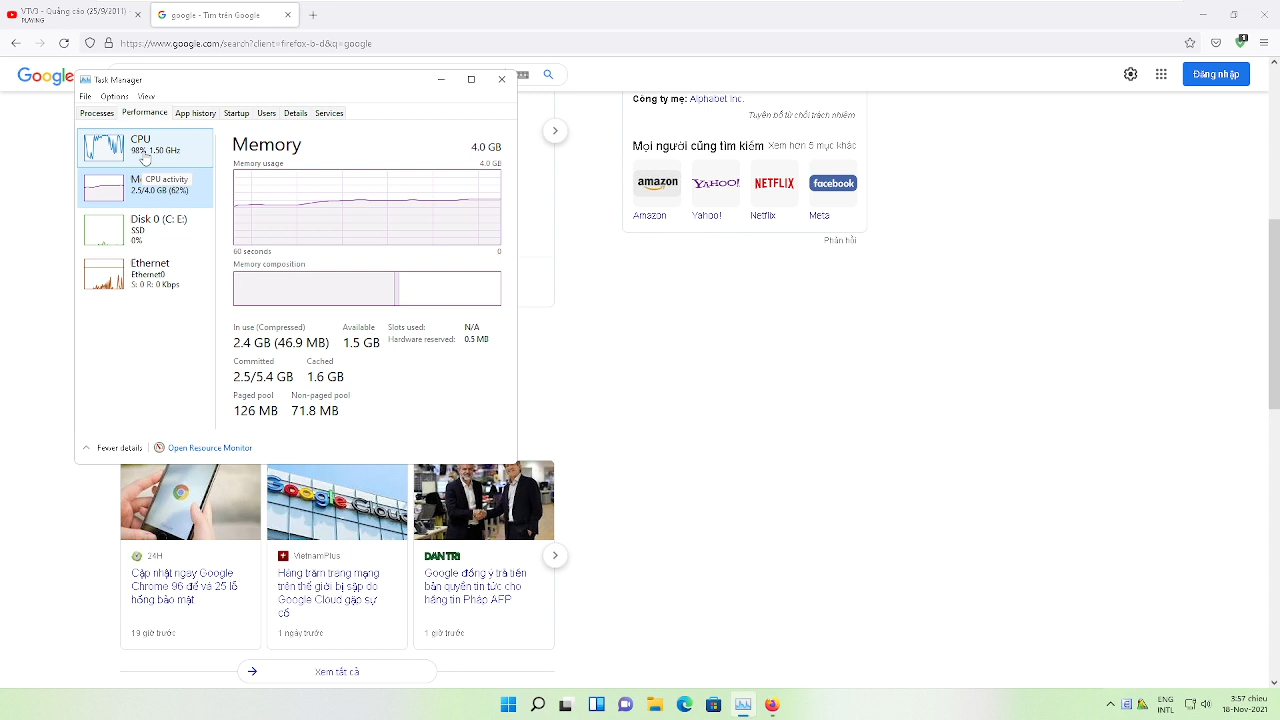 VTV3 - Quảng cáo (25/9/2011)
PLAYING
google - Tìm trên Google
https://www.google.com/search?client=firefox-b-d&q=google
Google
Đăng nhập
Task Manager
File Options View
Processes Performance App history Startup Users Details Services
CPU
98% 1.50 GHz
CPU activity
2.5/4.0 GB (62%)
Disk 0 (C: E:)
SSD
0%
Ethernet
Ethernet0
S: 0 R: 0 Kbps
Memory 4.0 GB
Memory usage 4.0 GB
60 seconds 0
Memory composition
In use (Compressed) Available Slots used: N/A
2.4 GB (46.9 MB) 1.5 GB Hardware reserved: 0.5 MB
Committed Cached
2.5/5.4 GB 1.6 GB
Paged pool Non-paged pool
126 MB 71.8 MB
Fewer details Open Resource Monitor
Công ty mẹ: Alphabet Inc.
Tuyên bố từ chối trách nhiệm
Mọi người cũng tìm kiếm Xem hơn 5 mục khác
amazon YAHOO! NETFLIX facebook
Amazon Yahoo! Netflix Meta
Phản hồi
24H
Cập nhật ngay Google
Chrome 96 để vá 25 lỗ
hổng bảo mật
19 giờ trước
Google Cloud
VietnamPlus
Hàng trăm trang mạng
trên thế giới bị sập do
Google Cloud gặp sự
cố
1 ngày trước
DÂN TRÍ
Google đồng ý trả tiền
bản quyền tin tức cho
hãng tin Pháp AFP
1 giờ trước
Xem tất cả
ENG
INTL
3:57 chiều
18-Nov-2021